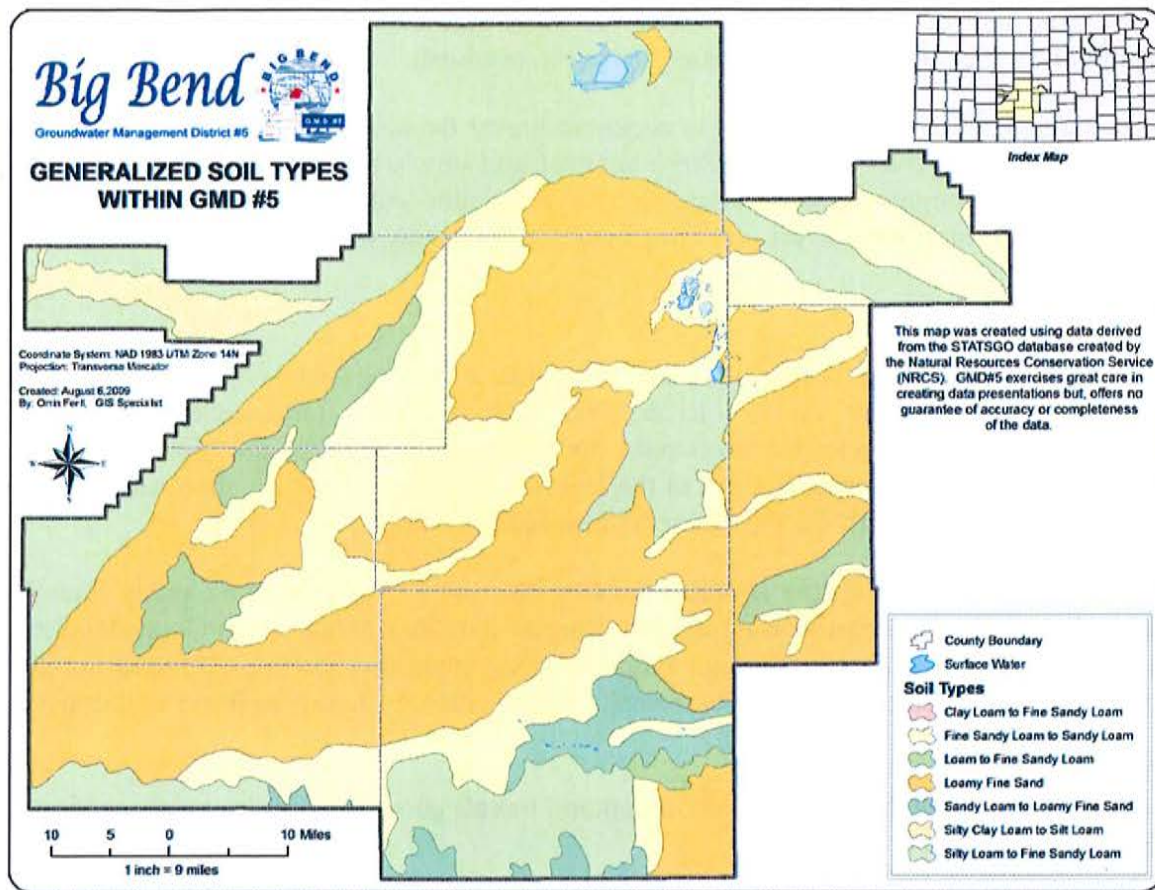 Big Bend
Groundwater Management District #5
BIG BEND
GENERALIZED SOIL TYPES
WITHIN GMD #5
Index Map
Coordinate System: NAD 1983 UTM Zone 14N
Projection: Transverse Mercator
Created: August 6, 2009
GIS Specialist
N
W
E
S
This map was created using data derived
from the STATSGO database created by
the Natural Resources Conservation Service
(NRCS). GMD#5 exercises great care in
creating data presentations but, offers no
guarantee of accuracy or completeness
of the data.
County Boundary
Surface Water
Soil Types
Clay Loam to Fine Sandy Loam
Fine Sandy Loam to Sandy Loam
Loam to Fine Sandy Loam
Loamy Fine Sand
Sandy Loam to Loamy Fine Sand
Silty Clay Loam to Silt Loam
Silty Loam to Fine Sandy Loam
10 5 0 10 Miles
1 inch = 9 miles